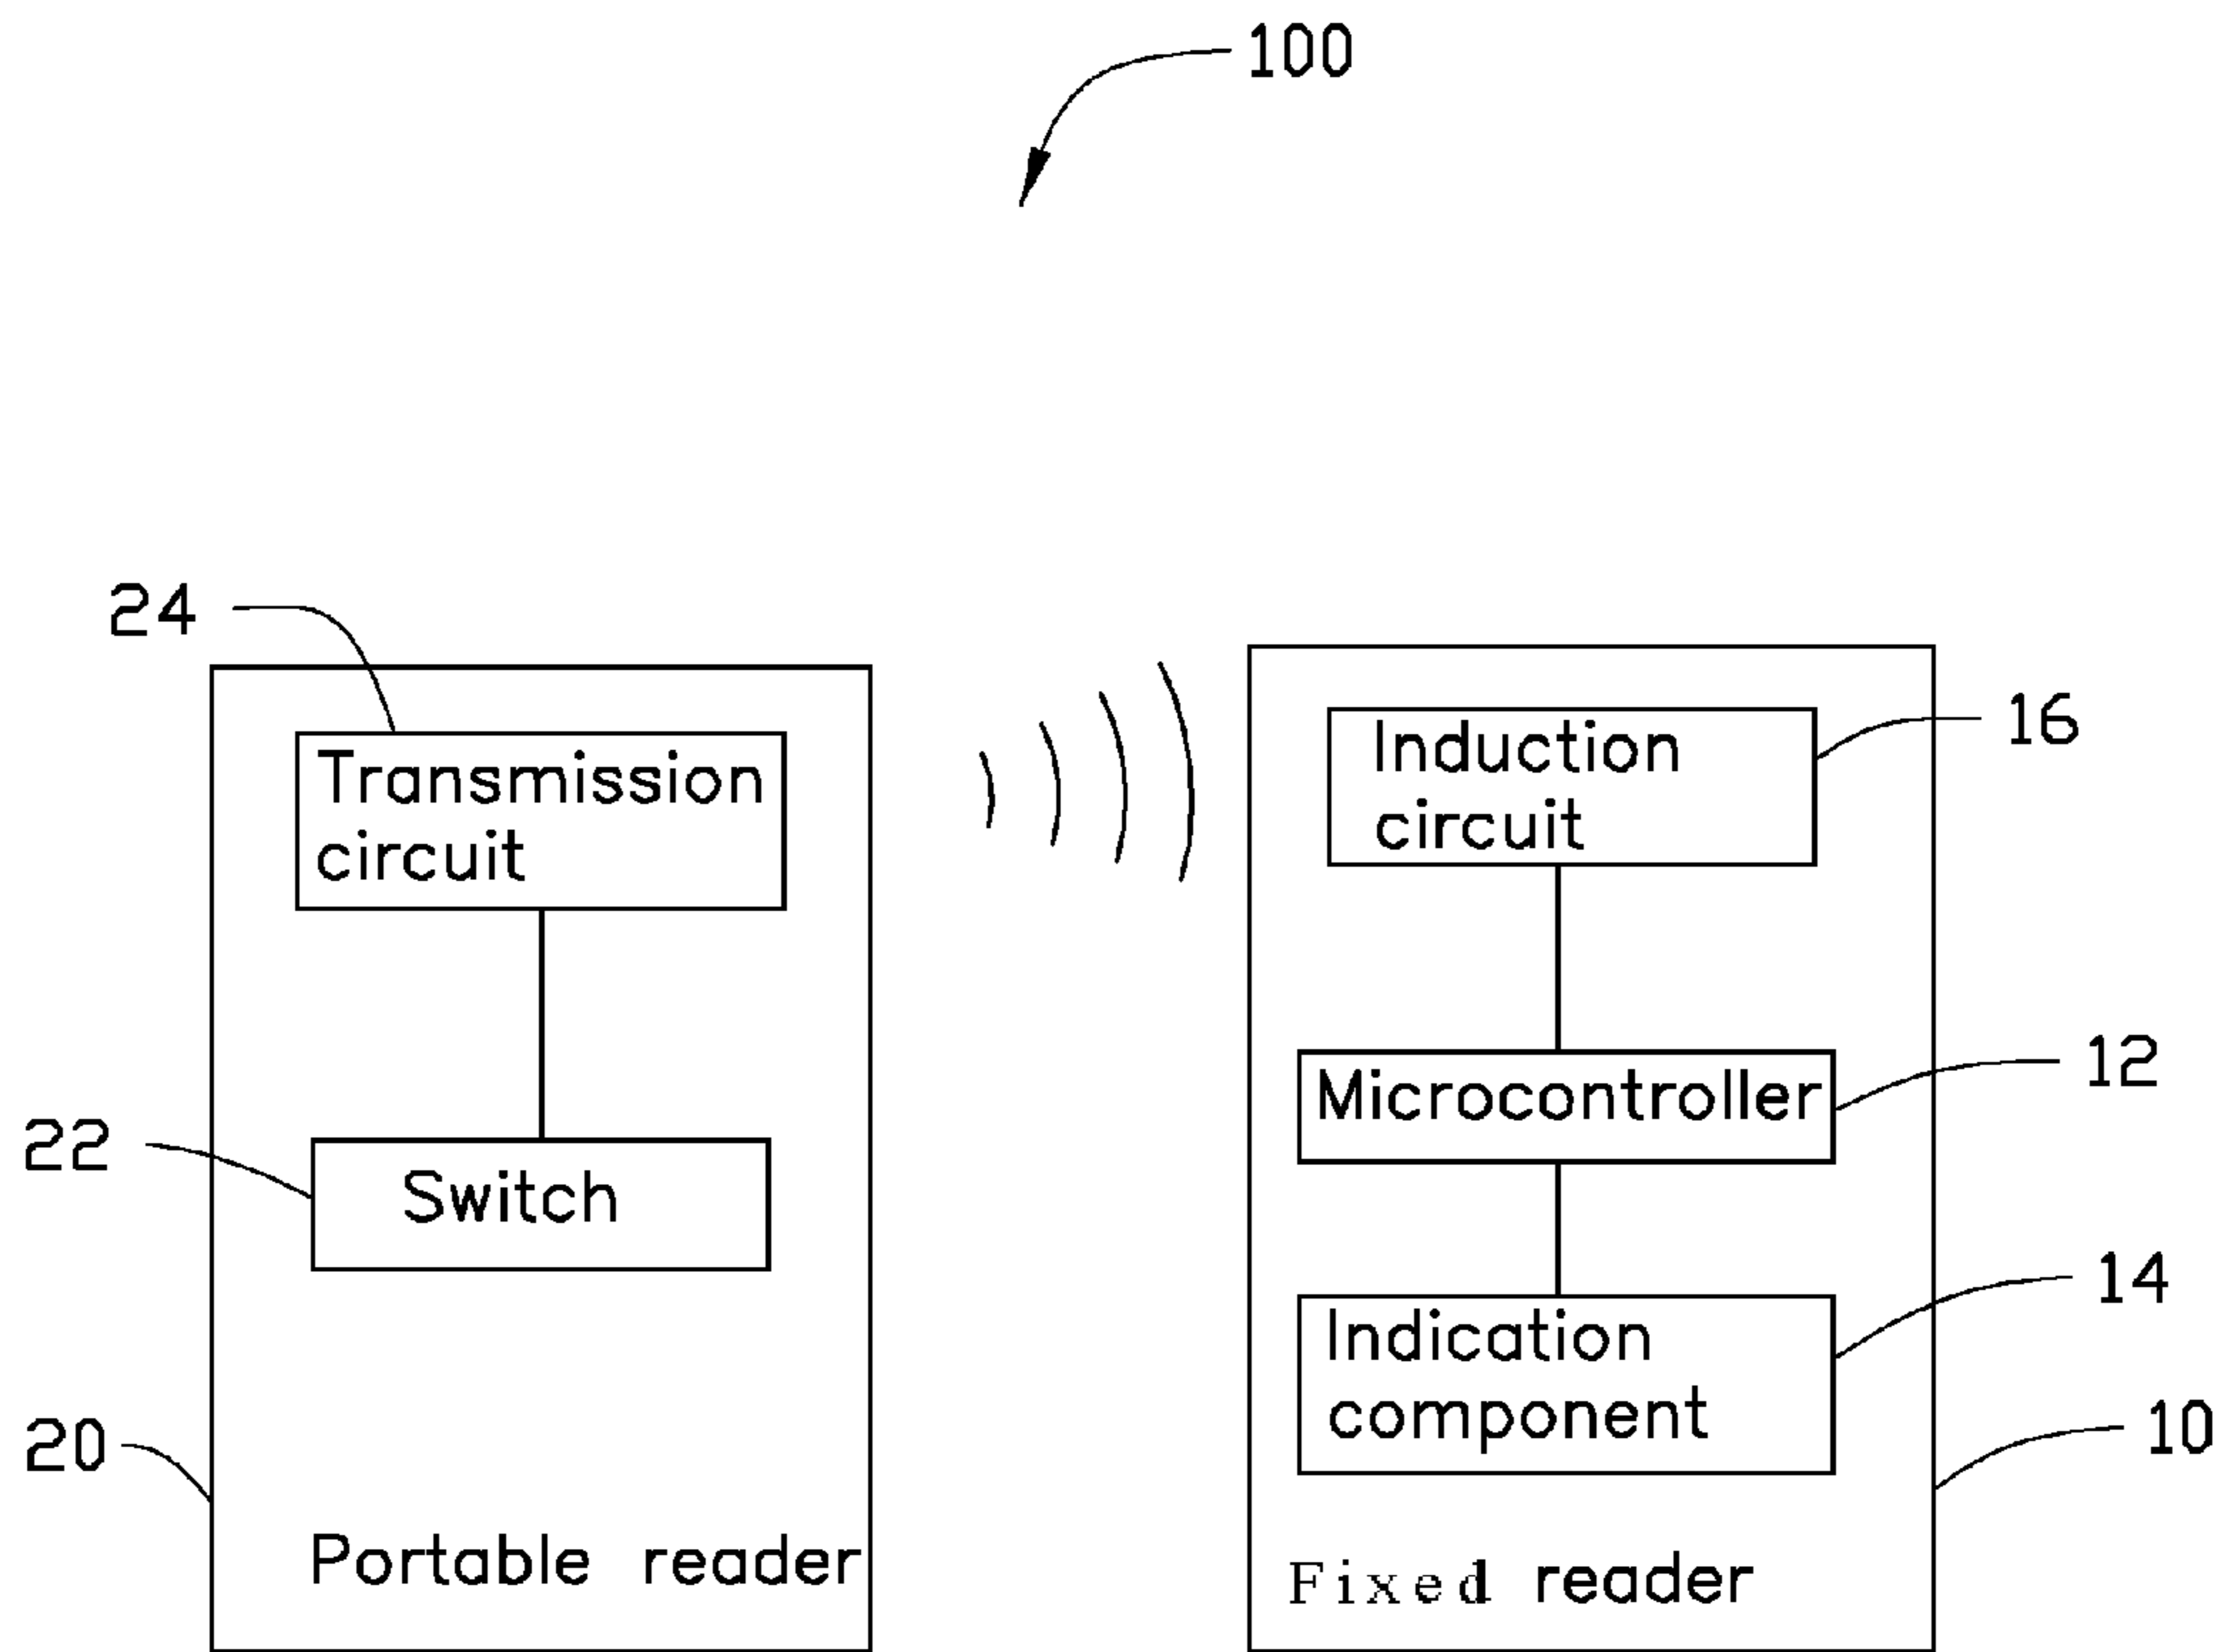 100
24
Transmission
circuit
22
Switch
20
Portable reader
Induction
circuit
16
Microcontroller
12
Indication
component
14
10
Fixed reader